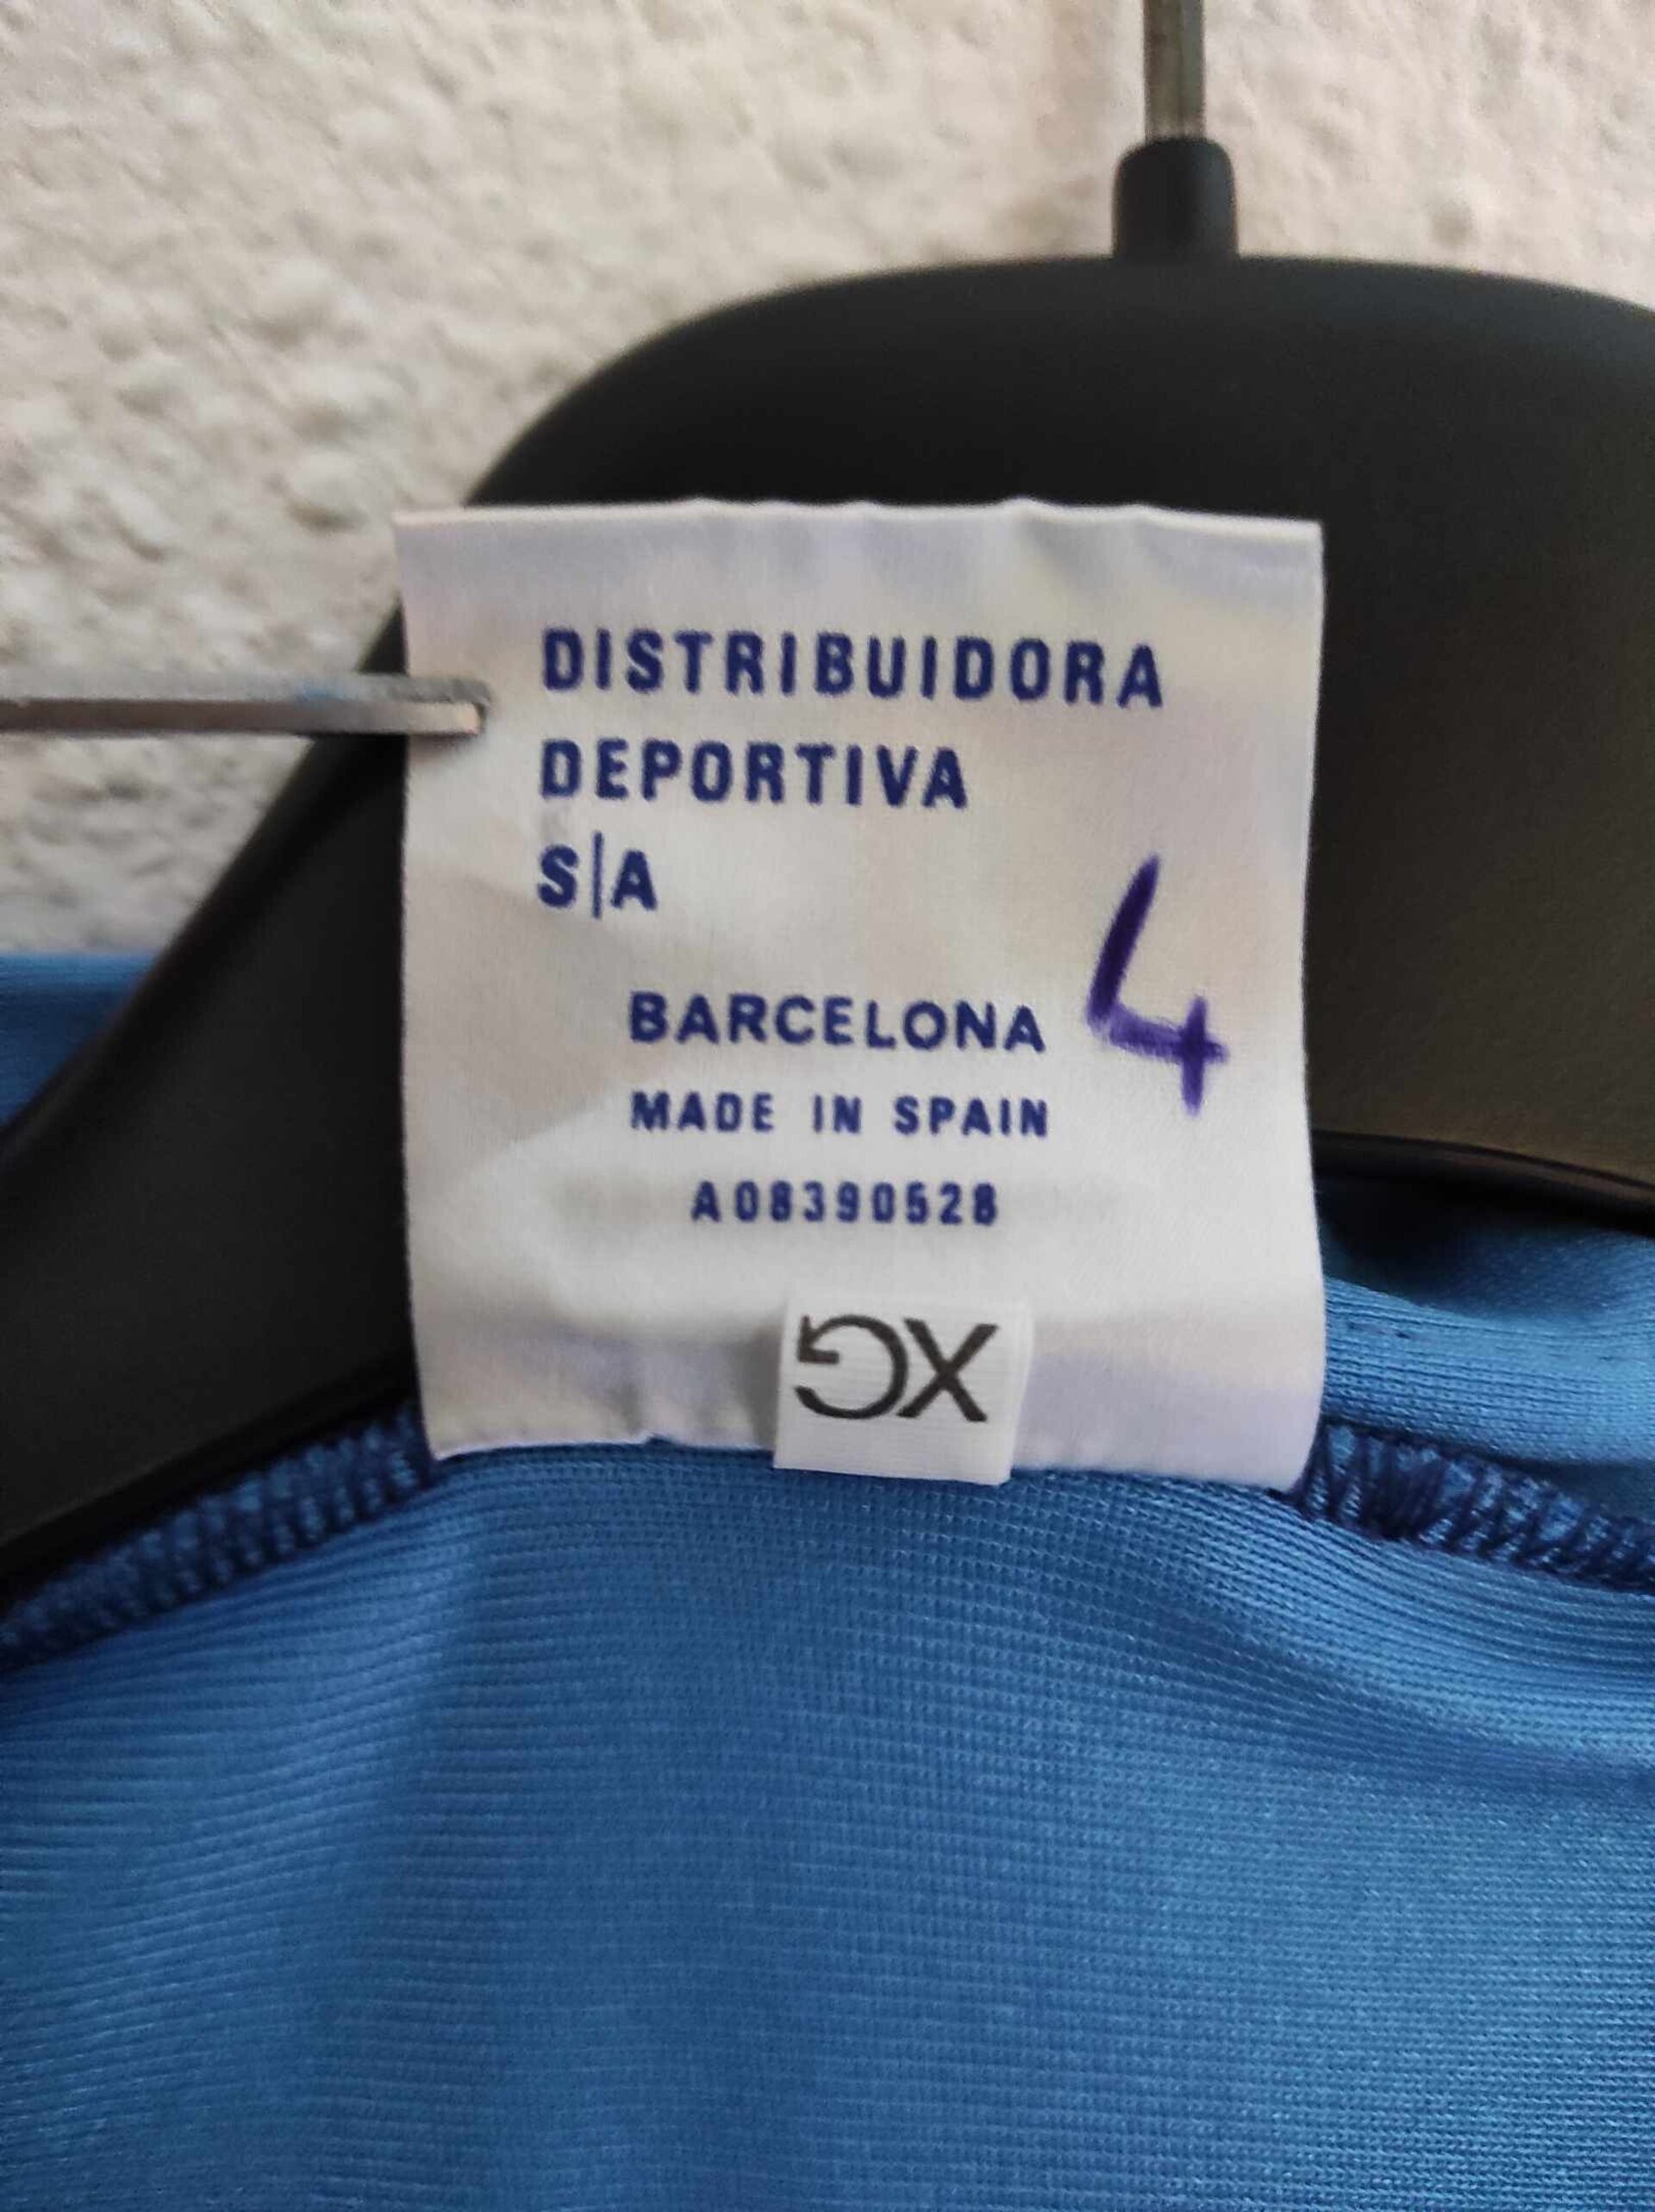 DISTRIBUIDORA
DEPORTIVA
S|A
4
BARCELONA
MADE IN SPAIN
A08390528
XG